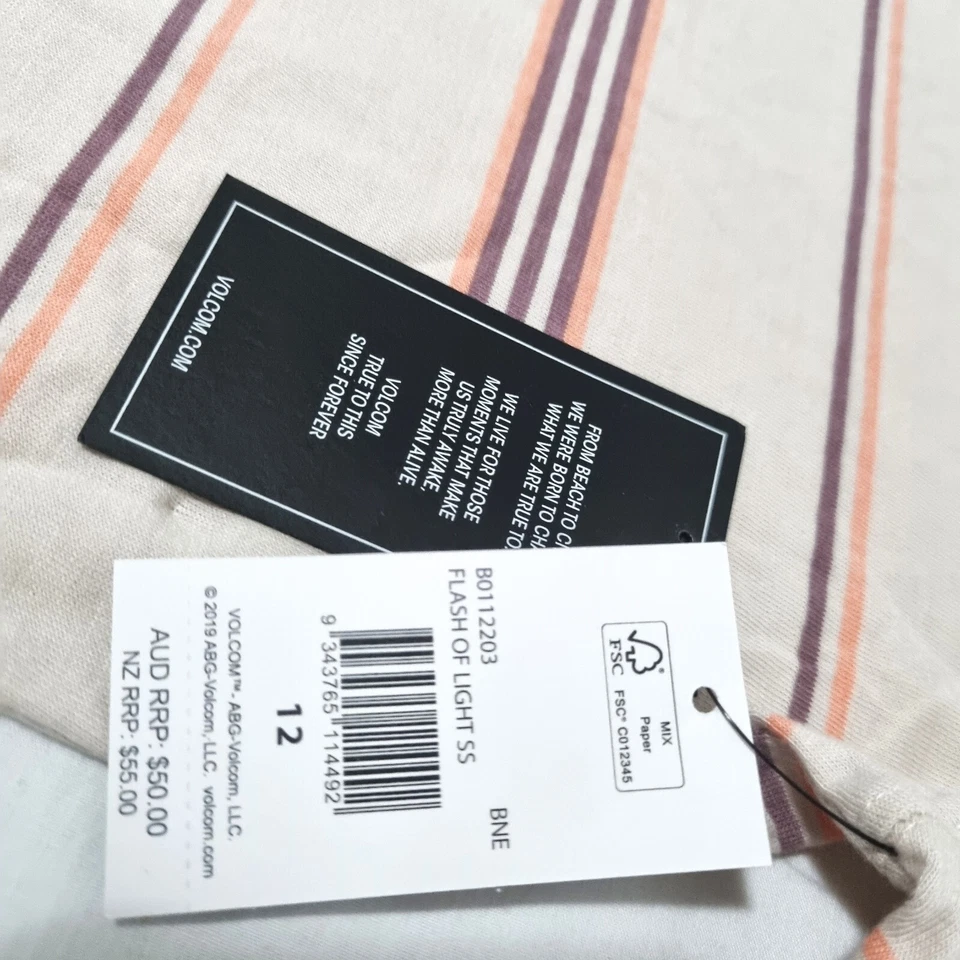 FROM BEACH TO
WE WERE BORN TO
WHAT WE ARE TRUE TO.
WE LIVE FOR THOSE
MOMENTS THAT MAKE
US TRULY AWAKE,
MORE THAN ALIVE.
VOLCOM
TRUE TO THIS
SINCE FOREVER
VOLCOM.COM
FSC
MIX
Paper
FSC® C012345
B0112203 BNE
FLASH OF LIGHT SS
9 343765 114492
12
VOLCOM™- ABG-Volcom, LLC.
© 2019 ABG-Volcom, LLC. volcom.com
AUD RRP: $50.00
NZ RRP: $55.00